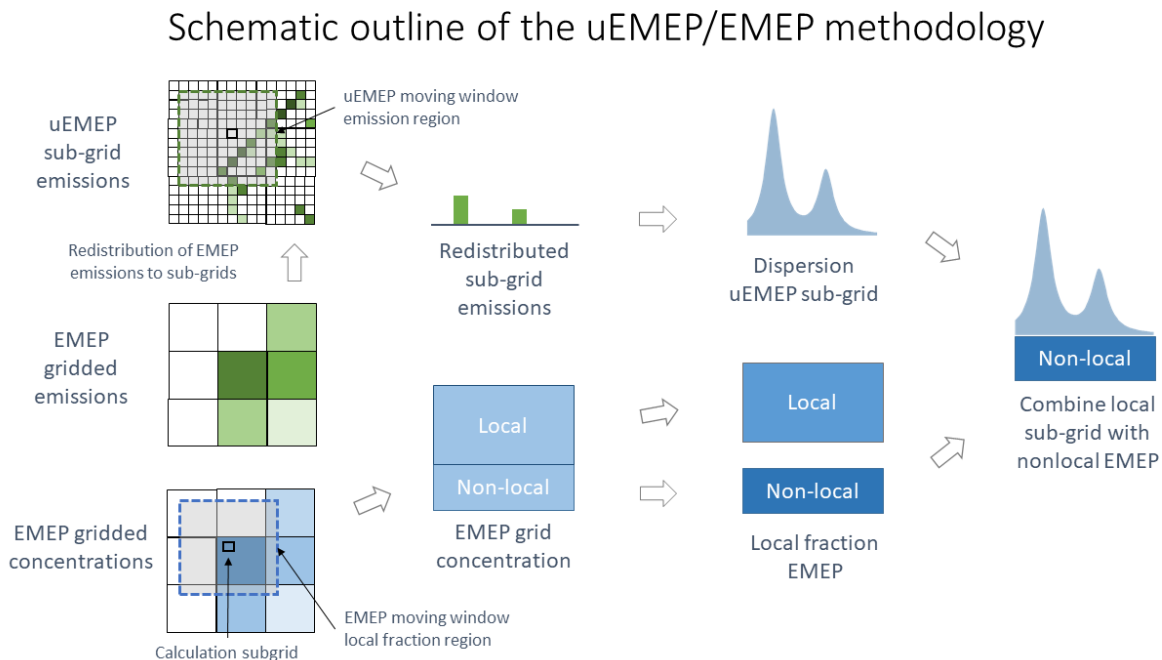 Schematic outline of the uEMEP/EMEP methodology
uEMEP
sub-grid
emissions
uEMEP moving window
emission region
Redistribution of EMEP
emissions to sub-grids
Redistributed
sub-grid
emissions
Dispersion
uEMEP sub-grid
EMEP
gridded
emissions
Local
Non-local
EMEP grid
concentration
Local
Non-local
Local fraction
EMEP
Non-local
Combine local
sub-grid with
nonlocal EMEP
EMEP gridded
concentrations
EMEP moving window
local fraction region
Calculation subgrid